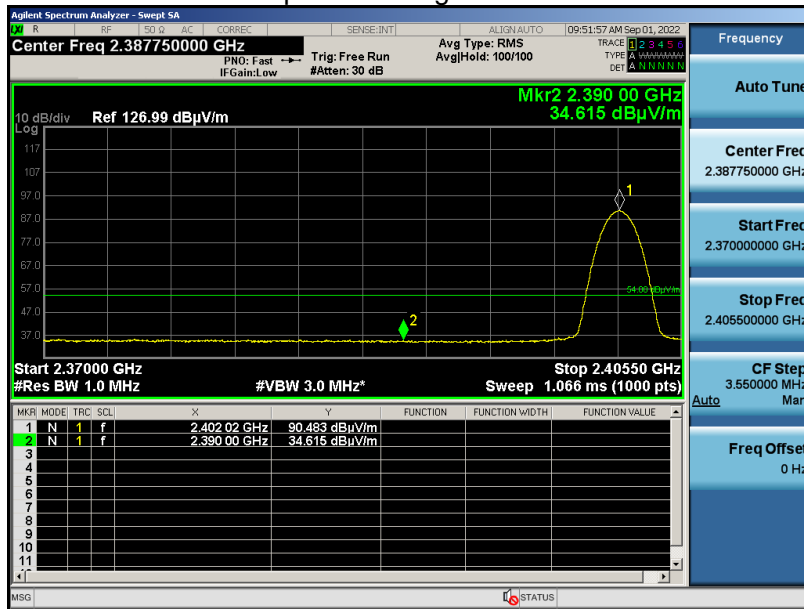 Agilent Spectrum Analyzer - Swept SA
LXI R RF 50 Ω AC CORREC SENSE:INT ALIGN AUTO 09:51:57 AM Sep 01, 2022
Center Freq 2.387750000 GHz
PNO: Fast
IFGain:Low
Trig: Free Run
#Atten: 30 dB
Avg Type: RMS
Avg|Hold: 100/100
TRACE 1 2 3 4 5 6
TYPE A WWWWW
DET A N N N N N
Mkr2 2.390 00 GHz
34.615 dBµV/m
10 dB/div Ref 126.99 dBµV/m
Log
117
107
97.0
87.0
77.0
67.0
57.0
47.0
37.0
1
54.00 dBµV/m
2
Start 2.37000 GHz Stop 2.40550 GHz
#Res BW 1.0 MHz #VBW 3.0 MHz* Sweep 1.066 ms (1000 pts)
MKR MODE TRC SCL X Y FUNCTION FUNCTION WIDTH FUNCTION VALUE
1 N 1 f 2.402 02 GHz 90.483 dBµV/m
2 N 1 f 2.390 00 GHz 34.615 dBµV/m
3
4
5
6
7
8
9
10
11
MSG STATUS
Frequency
Auto Tune
Center Freq
2.387750000 GHz
Start Freq
2.370000000 GHz
Stop Freq
2.405500000 GHz
CF Step
3.550000 MHz
Auto Man
Freq Offset
0 Hz